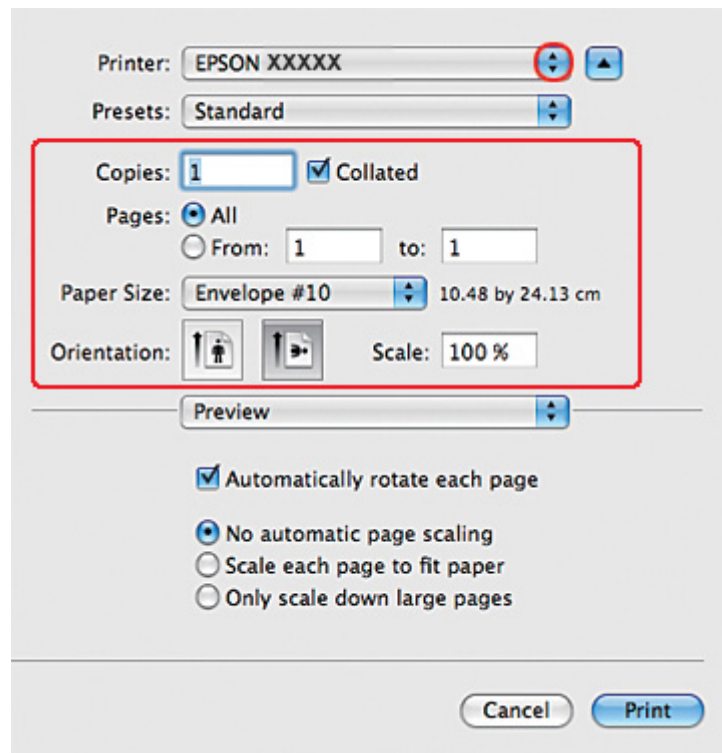 Printer: EPSON XXXXX
Presets: Standard
Copies: 1 Collated
Pages: All
From: 1 to: 1
Paper Size: Envelope #10 10.48 by 24.13 cm
Orientation: Scale: 100 %
Preview
Automatically rotate each page
No automatic page scaling
Scale each page to fit paper
Only scale down large pages
Cancel Print